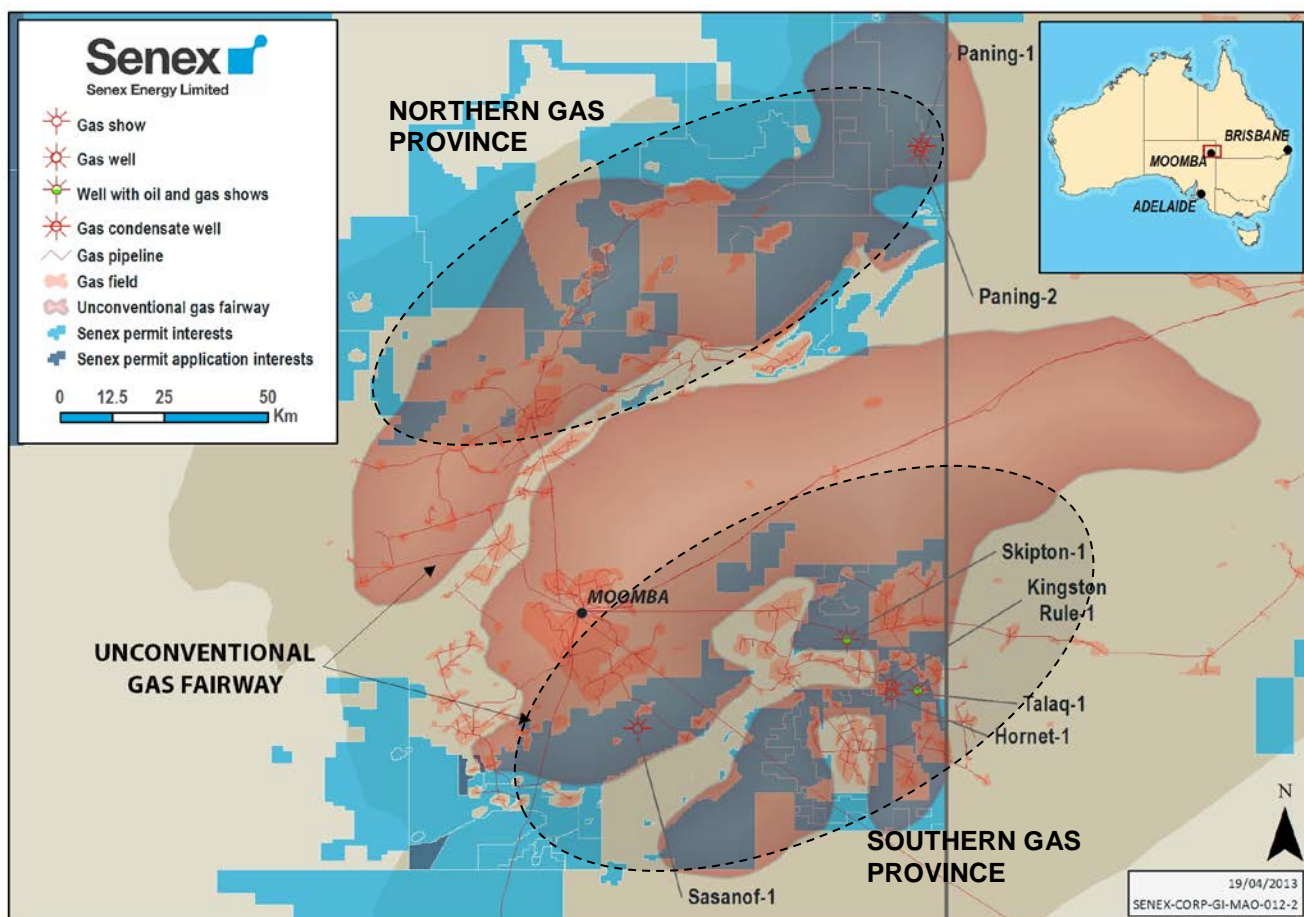 Senex
Senex Energy Limited
Gas show
Gas well
Well with oil and gas shows
Gas condensate well
Gas pipeline
Gas field
Unconventional gas fairway
Senex permit interests
Senex permit application interests
0 12.5 25 50
Km
NORTHERN GAS
PROVINCE
Paning-1
BRISBANE
MOOMBA
ADELAIDE
Paning-2
Skipton-1
Kingston
Rule-1
MOOMBA
UNCONVENTIONAL
GAS FAIRWAY
Talaq-1
Hornet-1
SOUTHERN GAS
PROVINCE
Sasanof-1
N
19/04/2013
SENEX-CORP-GI-MAO-012-2